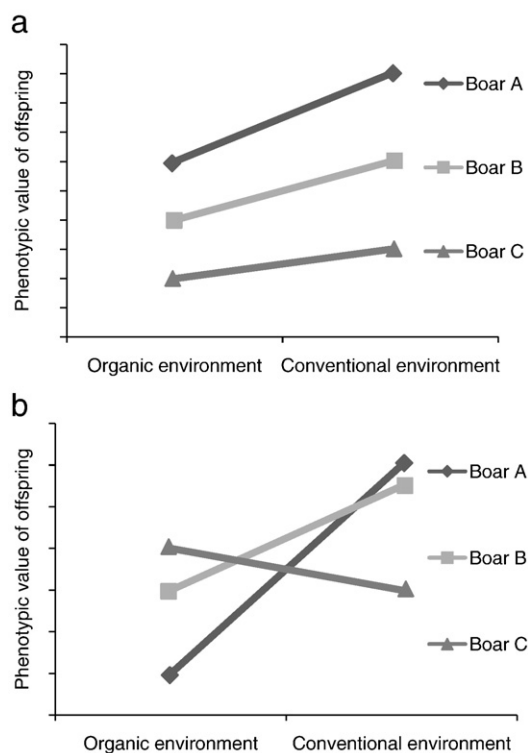 a
Phenotypic value of offspring
Boar A
Boar B
Boar C
Organic environment
Conventional environment
b
Phenotypic value of offspring
Boar A
Boar B
Boar C
Organic environment
Conventional environment